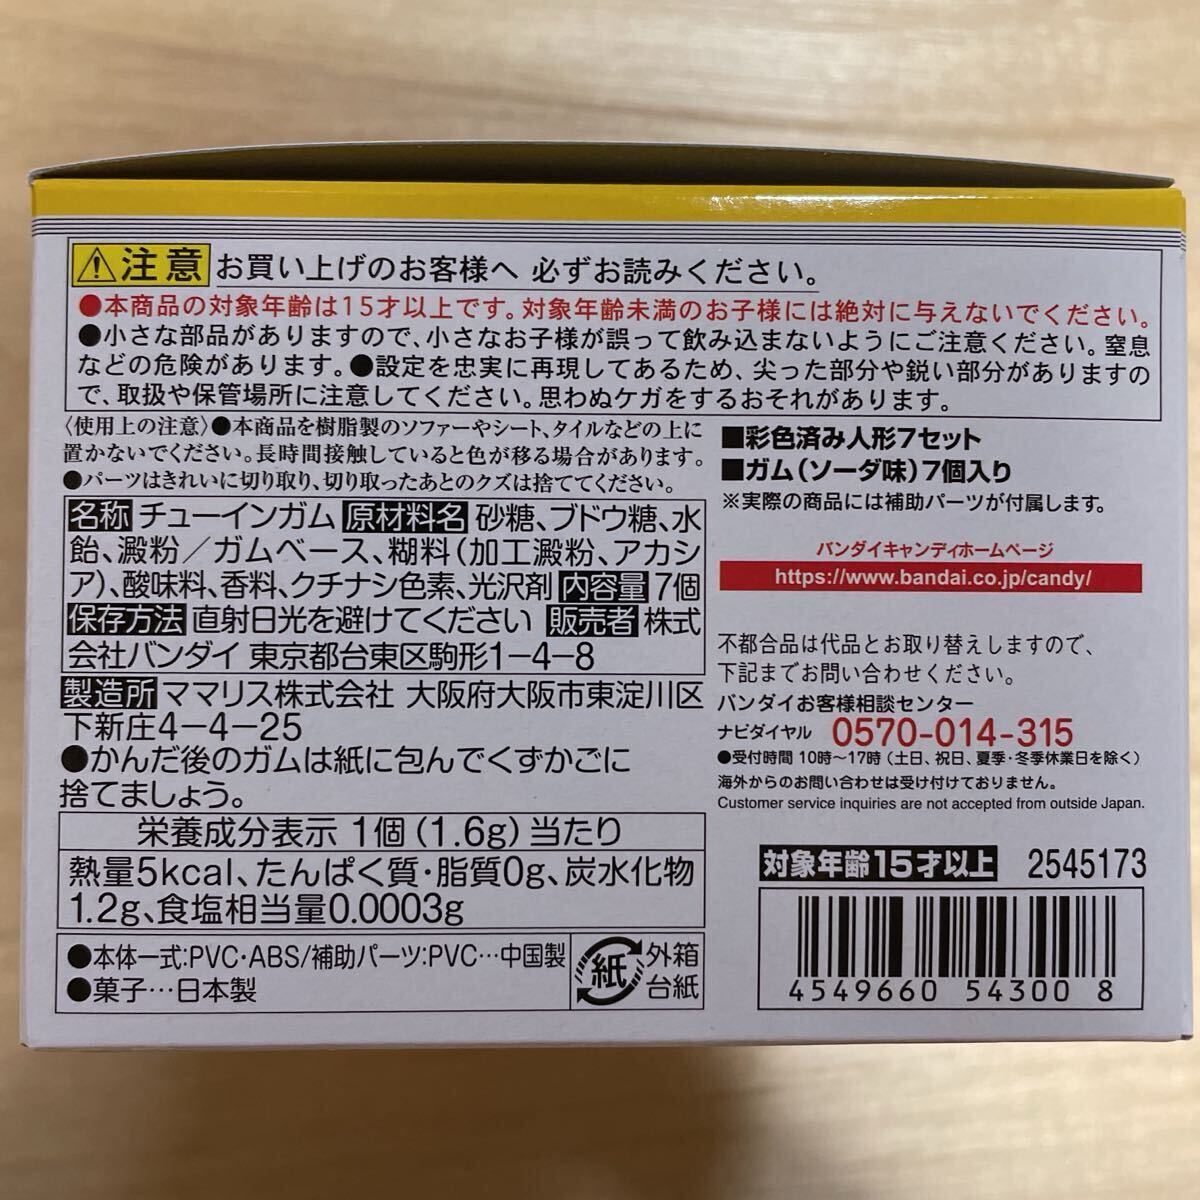 注意 お買い上げのお客様へ 必ずお読みください。
●本商品の対象年齢は15才以上です。対象年齢未満のお子様には絶対に与えないでください。
●小さな部品がありますので、小さなお子様が誤って飲み込まないようにご注意ください。窒息
などの危険があります。●設定を忠実に再現してあるため、尖った部分や鋭い部分がありますの
で、取扱や保管場所に注意してください。思わぬケガをするおそれがあります。
〈使用上の注意〉●本商品を樹脂製のソファーやシート、タイルなどの上に
置かないでください。長時間接触していると色が移る場合があります。
●パーツはきれいに切り取り、切り取ったあとのクズは捨ててください。
名称 チューインガム 原材料名 砂糖、ブドウ糖、水
飴、澱粉/ガムベース、糊料(加工澱粉、アカシ
ア)、酸味料、香料、クチナシ色素、光沢剤 内容量 7個
保存方法 直射日光を避けてください 販売者 株式
会社バンダイ 東京都台東区駒形1-4-8
製造所 ママリス株式会社 大阪府大阪市東淀川区
下新庄4-4-25
●かんだ後のガムは紙に包んでくずかごに
捨てましょう。
栄養成分表示 1個(1.6g)当たり
熱量5kcal、たんぱく質・脂質0g、炭水化物
1.2g、食塩相当量0.0003g
●本体一式:PVC・ABS/補助パーツ:PVC…中国製
●菓子…日本製
紙
外箱
台紙
■彩色済み人形7セット
■ガム(ソーダ味)7個入り
※実際の商品には補助パーツが付属します。
バンダイキャンディホームページ
https://www.bandai.co.jp/candy/
不都合品は代品とお取り替えしますので、
下記までお問い合わせください。
バンダイお客様相談センター
ナビダイヤル 0570-014-315
●受付時間 10時～17時(土日、祝日、夏季・冬季休業日を除く)
海外からのお問い合わせは受け付けておりません。
Customer service inquiries are not accepted from outside Japan.
対象年齢15才以上 2545173
4549660 54300 8